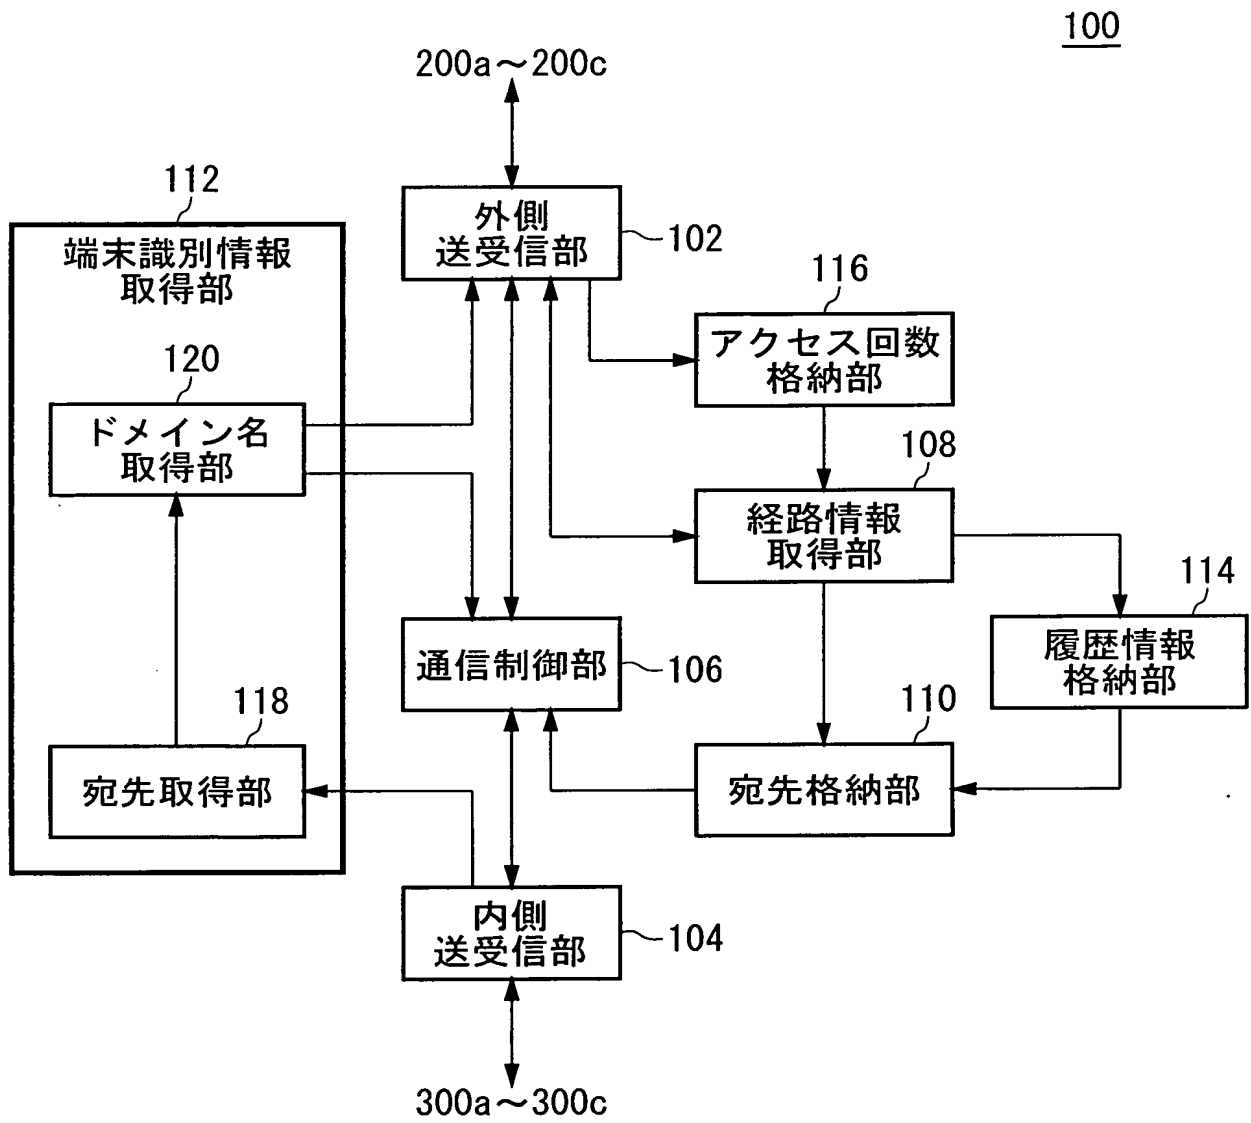 100
200a～200c
112
端末識別情報
取得部
外側
送受信部
102
116
アクセス回数
格納部
120
ドメイン名
取得部
108
経路情報
取得部
114
履歴情報
格納部
通信制御部
106
118
宛先取得部
110
宛先格納部
内側
送受信部
104
300a～300c